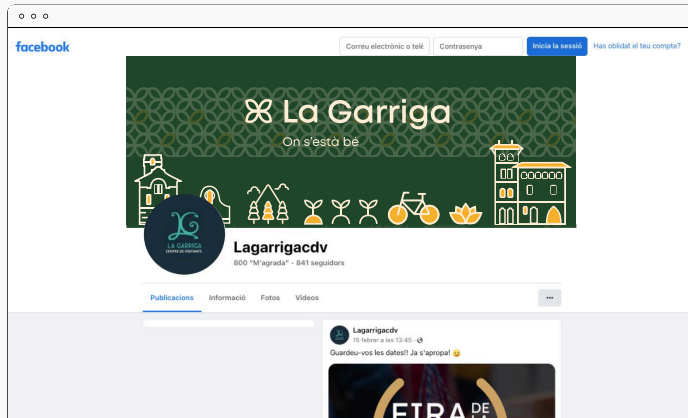 facebook
Correu electrònic o telè
Contrasenya
Inicia la sessió
Has oblidat el teu compte?
La Garriga
On s'està bé
LA GARRIGA
CENTRE DE VISITANTS
Lagarrigacdv
800 "M'agrada" · 841 seguidors
Publicacions
Informació
Fotos
Vídeos
Lagarrigacdv
15 febrer a les 13:45 ·
Guardeu-vos les dates!! Ja s'apropa! 😉
FIRA DE
LA